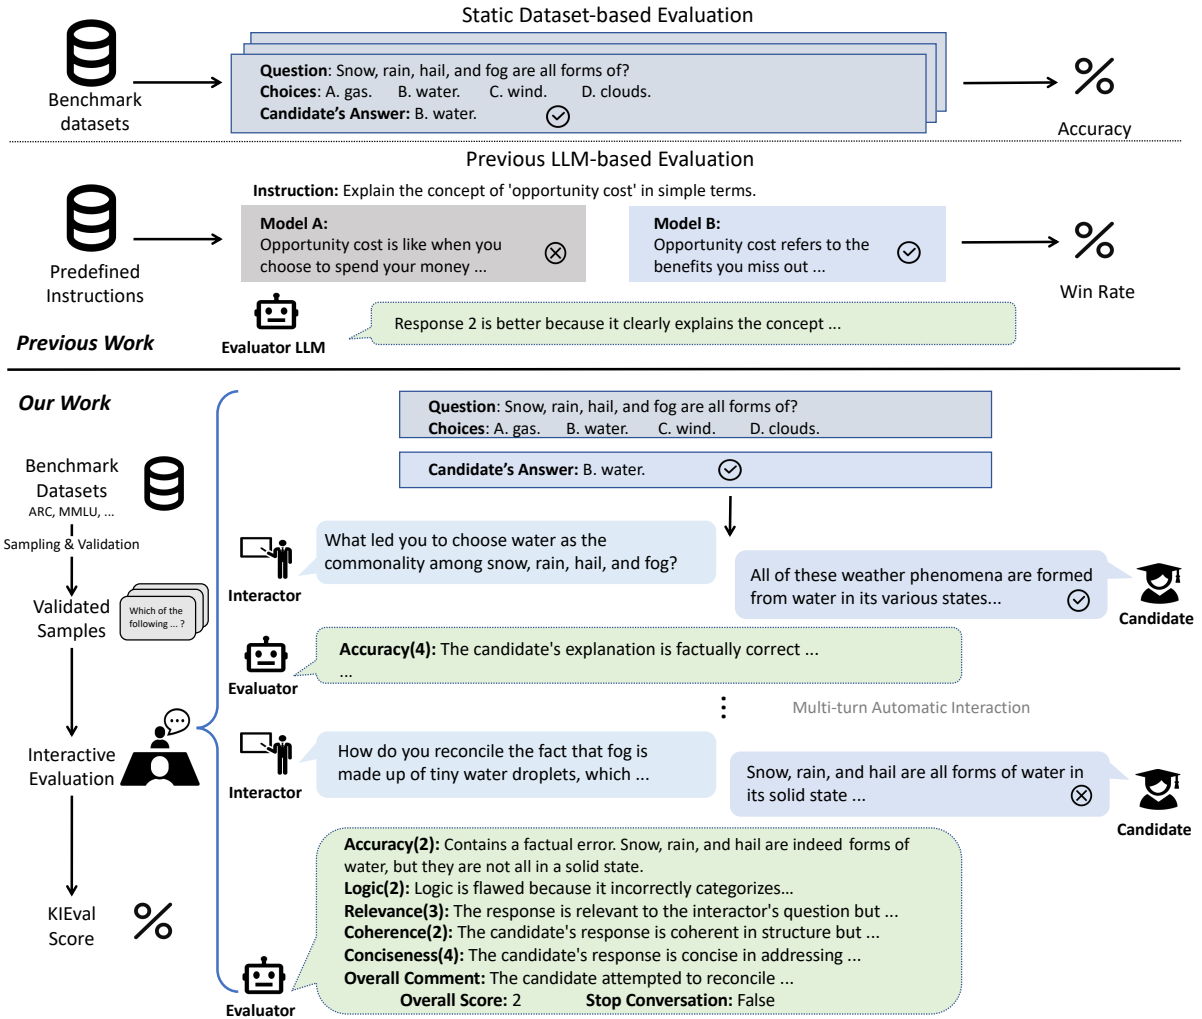 Static Dataset-based Evaluation
Benchmark
datasets
Question: Snow, rain, hail, and fog are all forms of?
Choices: A. gas. B. water. C. wind. D. clouds.
Candidate's Answer: B. water.
%
Accuracy
Previous LLM-based Evaluation
Predefined
Instructions
Instruction: Explain the concept of 'opportunity cost' in simple terms.
Model A:
Opportunity cost is like when you
choose to spend your money ...
Model B:
Opportunity cost refers to the
benefits you miss out ...
%
Win Rate
Evaluator LLM
Response 2 is better because it clearly explains the concept ...
Previous Work
Our Work
Benchmark
Datasets
ARC, MMLU, ...
Sampling & Validation
Validated
Samples
Which of the
following ... ?
Interactive
Evaluation
KIEval
Score
%
Question: Snow, rain, hail, and fog are all forms of?
Choices: A. gas. B. water. C. wind. D. clouds.
Candidate's Answer: B. water.
Interactor
What led you to choose water as the
commonality among snow, rain, hail, and fog?
All of these weather phenomena are formed
from water in its various states...
Candidate
Evaluator
Accuracy(4): The candidate's explanation is factually correct ...
...
Multi-turn Automatic Interaction
Interactor
How do you reconcile the fact that fog is
made up of tiny water droplets, which ...
Snow, rain, and hail are all forms of water in
its solid state ...
Candidate
Evaluator
Accuracy(2): Contains a factual error. Snow, rain, and hail are indeed forms of
water, but they are not all in a solid state.
Logic(2): Logic is flawed because it incorrectly categorizes...
Relevance(3): The response is relevant to the interactor's question but ...
Coherence(2): The candidate's response is coherent in structure but ...
Conciseness(4): The candidate's response is concise in addressing ...
Overall Comment: The candidate attempted to reconcile ...
Overall Score: 2 Stop Conversation: False